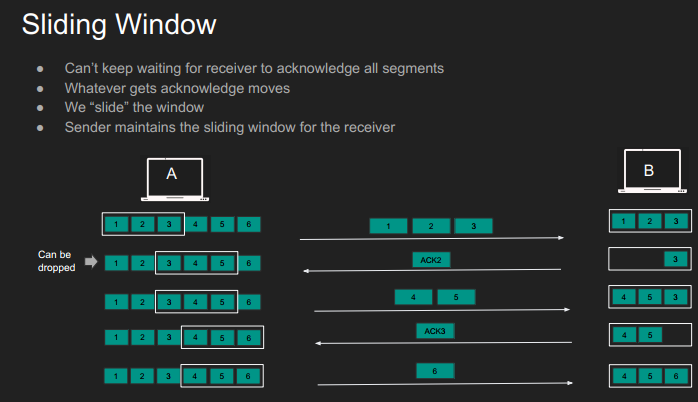 Sliding Window
● Can’t keep waiting for receiver to acknowledge all segments
● Whatever gets acknowledge moves
● We “slide” the window
● Sender maintains the sliding window for the receiver
A
B
1 2 3 4 5 6
1 2 3
1 2 3
Can be
dropped
1 2 3 4 5 6
ACK2
3
1 2 3 4 5 6
4 5
4 5 3
1 2 3 4 5 6
ACK3
4 5
1 2 3 4 5 6
6
4 5 6